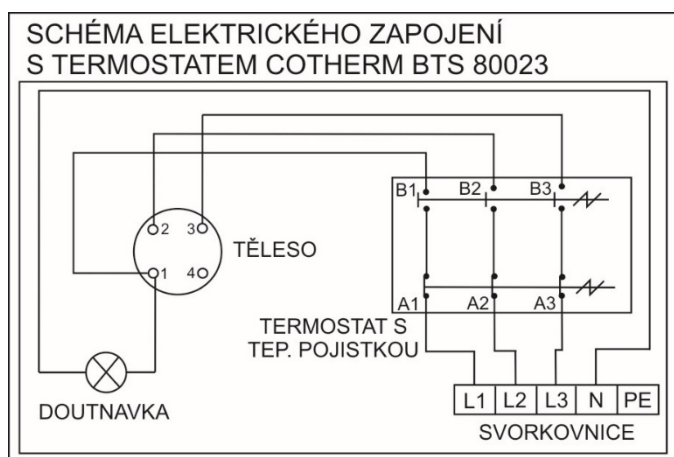 SCHÉMA ELEKTRICKÉHO ZAPOJENÍ
S TERMOSTATEM COTHERM BTS 80023
B1 B2 B3
2 3
TĚLESO
1 4
A1 A2 A3
TERMOSTAT S
TEP. POJISTKOU
DOUTNAVKA
L1 L2 L3 N PE
SVORKOVNICE